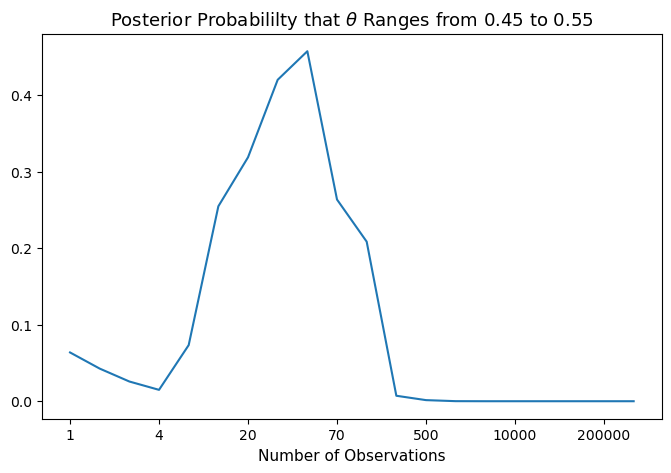 Posterior Probabililty that θ Ranges from 0.45 to 0.55
0.4
0.3
0.2
0.1
0.0
1 4 20 70 500 10000 200000
Number of Observations